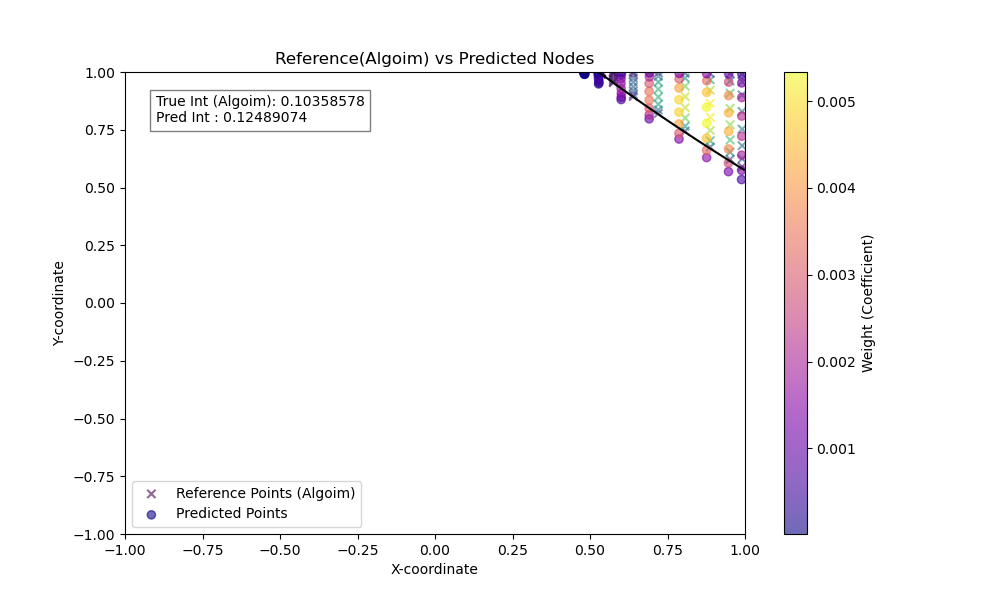 Reference(Algoim) vs Predicted Nodes
True Int (Algoim): 0.10358578
Pred Int : 0.12489074
1.00
0.75
0.50
0.25
0.00
−0.25
−0.50
−0.75
−1.00
Y-coordinate
Reference Points (Algoim)
Predicted Points
−1.00 −0.75 −0.50 −0.25 0.00 0.25 0.50 0.75 1.00
X-coordinate
0.005
0.004
0.003
0.002
0.001
Weight (Coefficient)